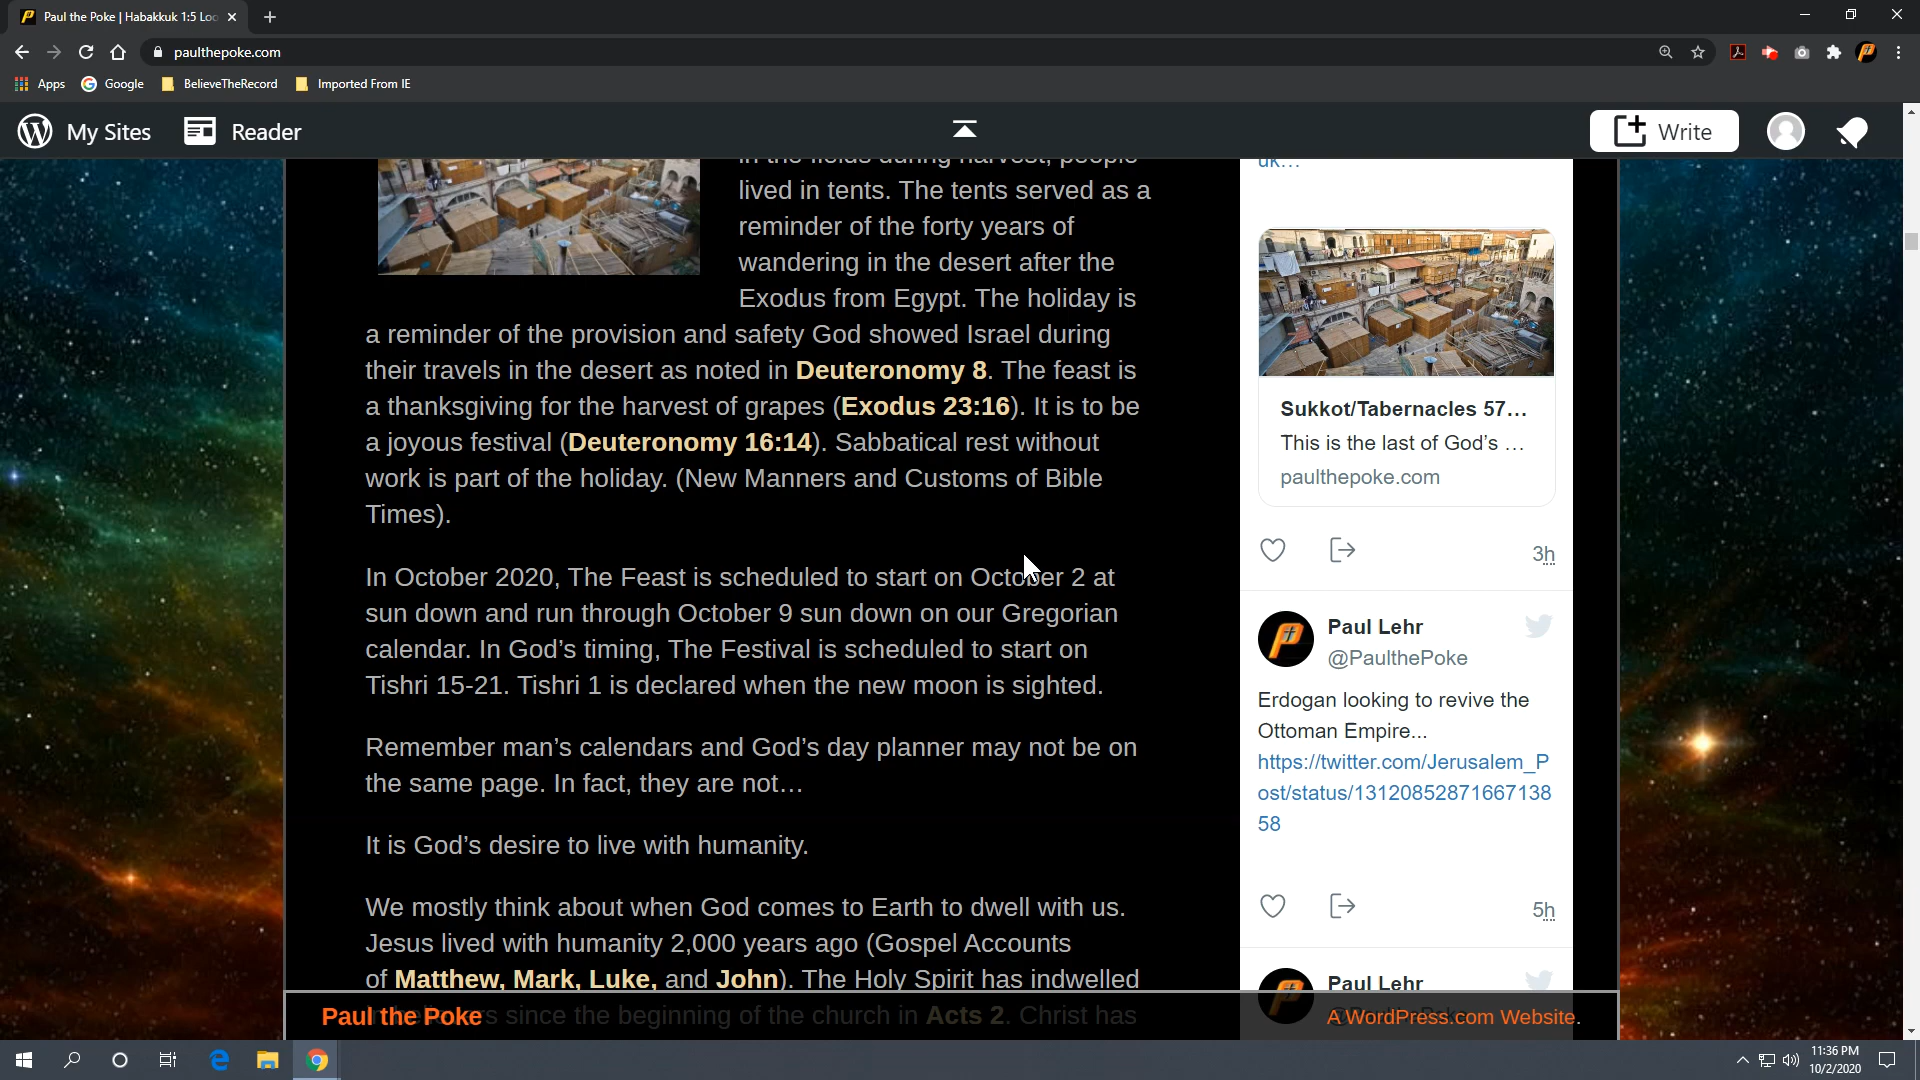 Paul the Poke | Habakkuk 1:5 Loo
paulthepoke.com
Apps
Google
BelieveTheRecord
Imported From IE
My Sites
Reader
Write
in the fields during harvest, people
lived in tents. The tents served as a
reminder of the forty years of
wandering in the desert after the
Exodus from Egypt. The holiday is
a reminder of the provision and safety God showed Israel during
their travels in the desert as noted in Deuteronomy 8. The feast is
a thanksgiving for the harvest of grapes (Exodus 23:16). It is to be
a joyous festival (Deuteronomy 16:14). Sabbatical rest without
work is part of the holiday. (New Manners and Customs of Bible
Times).
In October 2020, The Feast is scheduled to start on October 2 at
sun down and run through October 9 sun down on our Gregorian
calendar. In God’s timing, The Festival is scheduled to start on
Tishri 15-21. Tishri 1 is declared when the new moon is sighted.
Remember man’s calendars and God’s day planner may not be on
the same page. In fact, they are not…
It is God’s desire to live with humanity.
We mostly think about when God comes to Earth to dwell with us.
Jesus lived with humanity 2,000 years ago (Gospel Accounts
of Matthew, Mark, Luke, and John). The Holy Spirit has indwelled
since the beginning of the church in Acts 2. Christ has
uk…
Sukkot/Tabernacles 57…
This is the last of God’s …
paulthepoke.com
3h
Paul Lehr
@PaulthePoke
Erdogan looking to revive the
Ottoman Empire...
https://twitter.com/Jerusalem_P
ost/status/13120852871667138
58
5h
Paul Lehr
Paul the Poke
A WordPress.com Website.
11:36 PM
10/2/2020